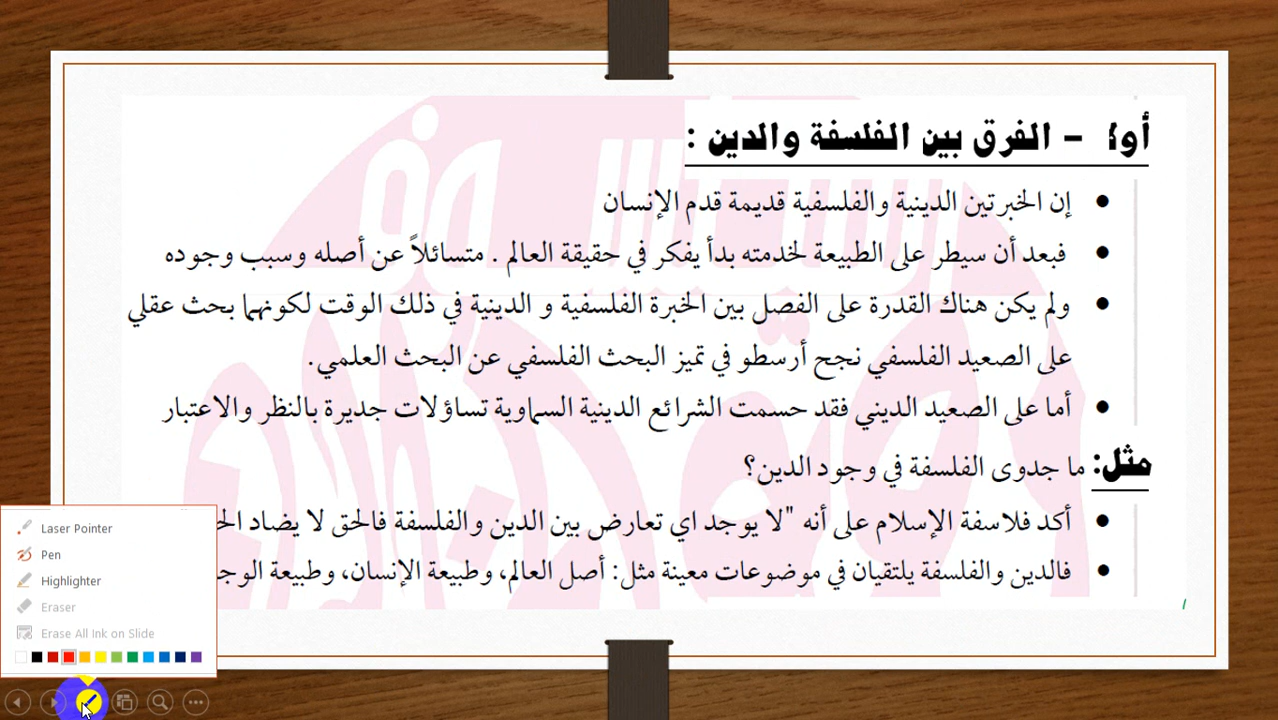 أولا - الفرق بين الفلسفة والدين :
• إن الخبرتين الدينية والفلسفية قديمة قدم الإنسان
• فبعد أن سيطر على الطبيعة لخدمته بدأ يفكر في حقيقة العالم . متسائلاً عن أصله وسبب وجوده
• ولم يكن هناك القدرة على الفصل بين الخبرة الفلسفية و الدينية في ذلك الوقت لكونهما بحث عقلي
على الصعيد الفلسفي نجح أرسطو في تميز البحث الفلسفي عن البحث العلمي.
• أما على الصعيد الديني فقد حسمت الشرائع الدينية السماوية تساؤلات جديرة بالنظر والاعتبار
مثل: ما جدوى الفلسفة في وجود الدين؟
• أكد فلاسفة الإسلام على أنه "لا يوجد اي تعارض بين الدين والفلسفة فالحق لا يضاد
• فالدين والفلسفة يلتقيان في موضوعات معينة مثل: أصل العالم، وطبيعة الإنسان، وطبيعة
Laser Pointer
Pen
Highlighter
Eraser
Erase All Ink on Slide